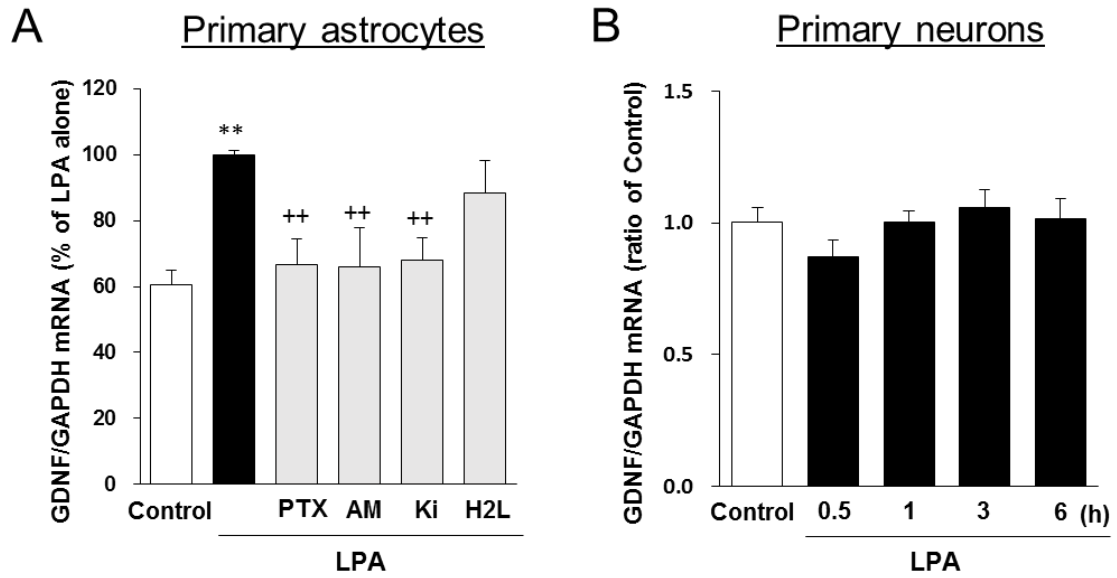 A
Primary astrocytes
GDNF/GAPDH mRNA (% of LPA alone)
120
100
80
60
40
20
0
**
++
++
++
Control
PTX
AM
Ki
H2L
LPA
B
Primary neurons
GDNF/GAPDH mRNA (ratio of Control)
1.5
1.0
0.5
0.0
Control
0.5
1
3
6 (h)
LPA